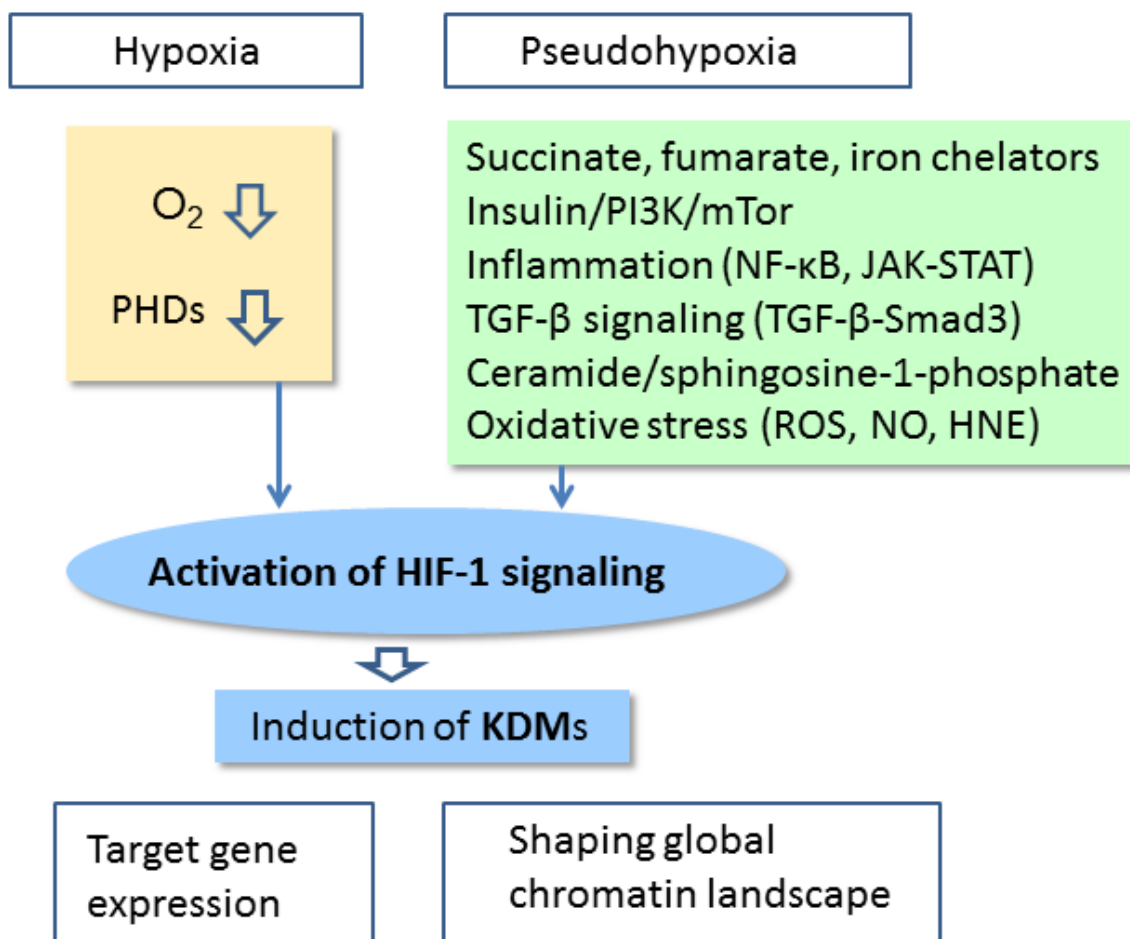 Hypoxia
Pseudohypoxia
O₂
PHDs
Succinate, fumarate, iron chelators
Insulin/PI3K/mTor
Inflammation (NF-κB, JAK-STAT)
TGF-β signaling (TGF-β-Smad3)
Ceramide/sphingosine-1-phosphate
Oxidative stress (ROS, NO, HNE)
Activation of HIF-1 signaling
Induction of KDMs
Target gene
expression
Shaping global
chromatin landscape